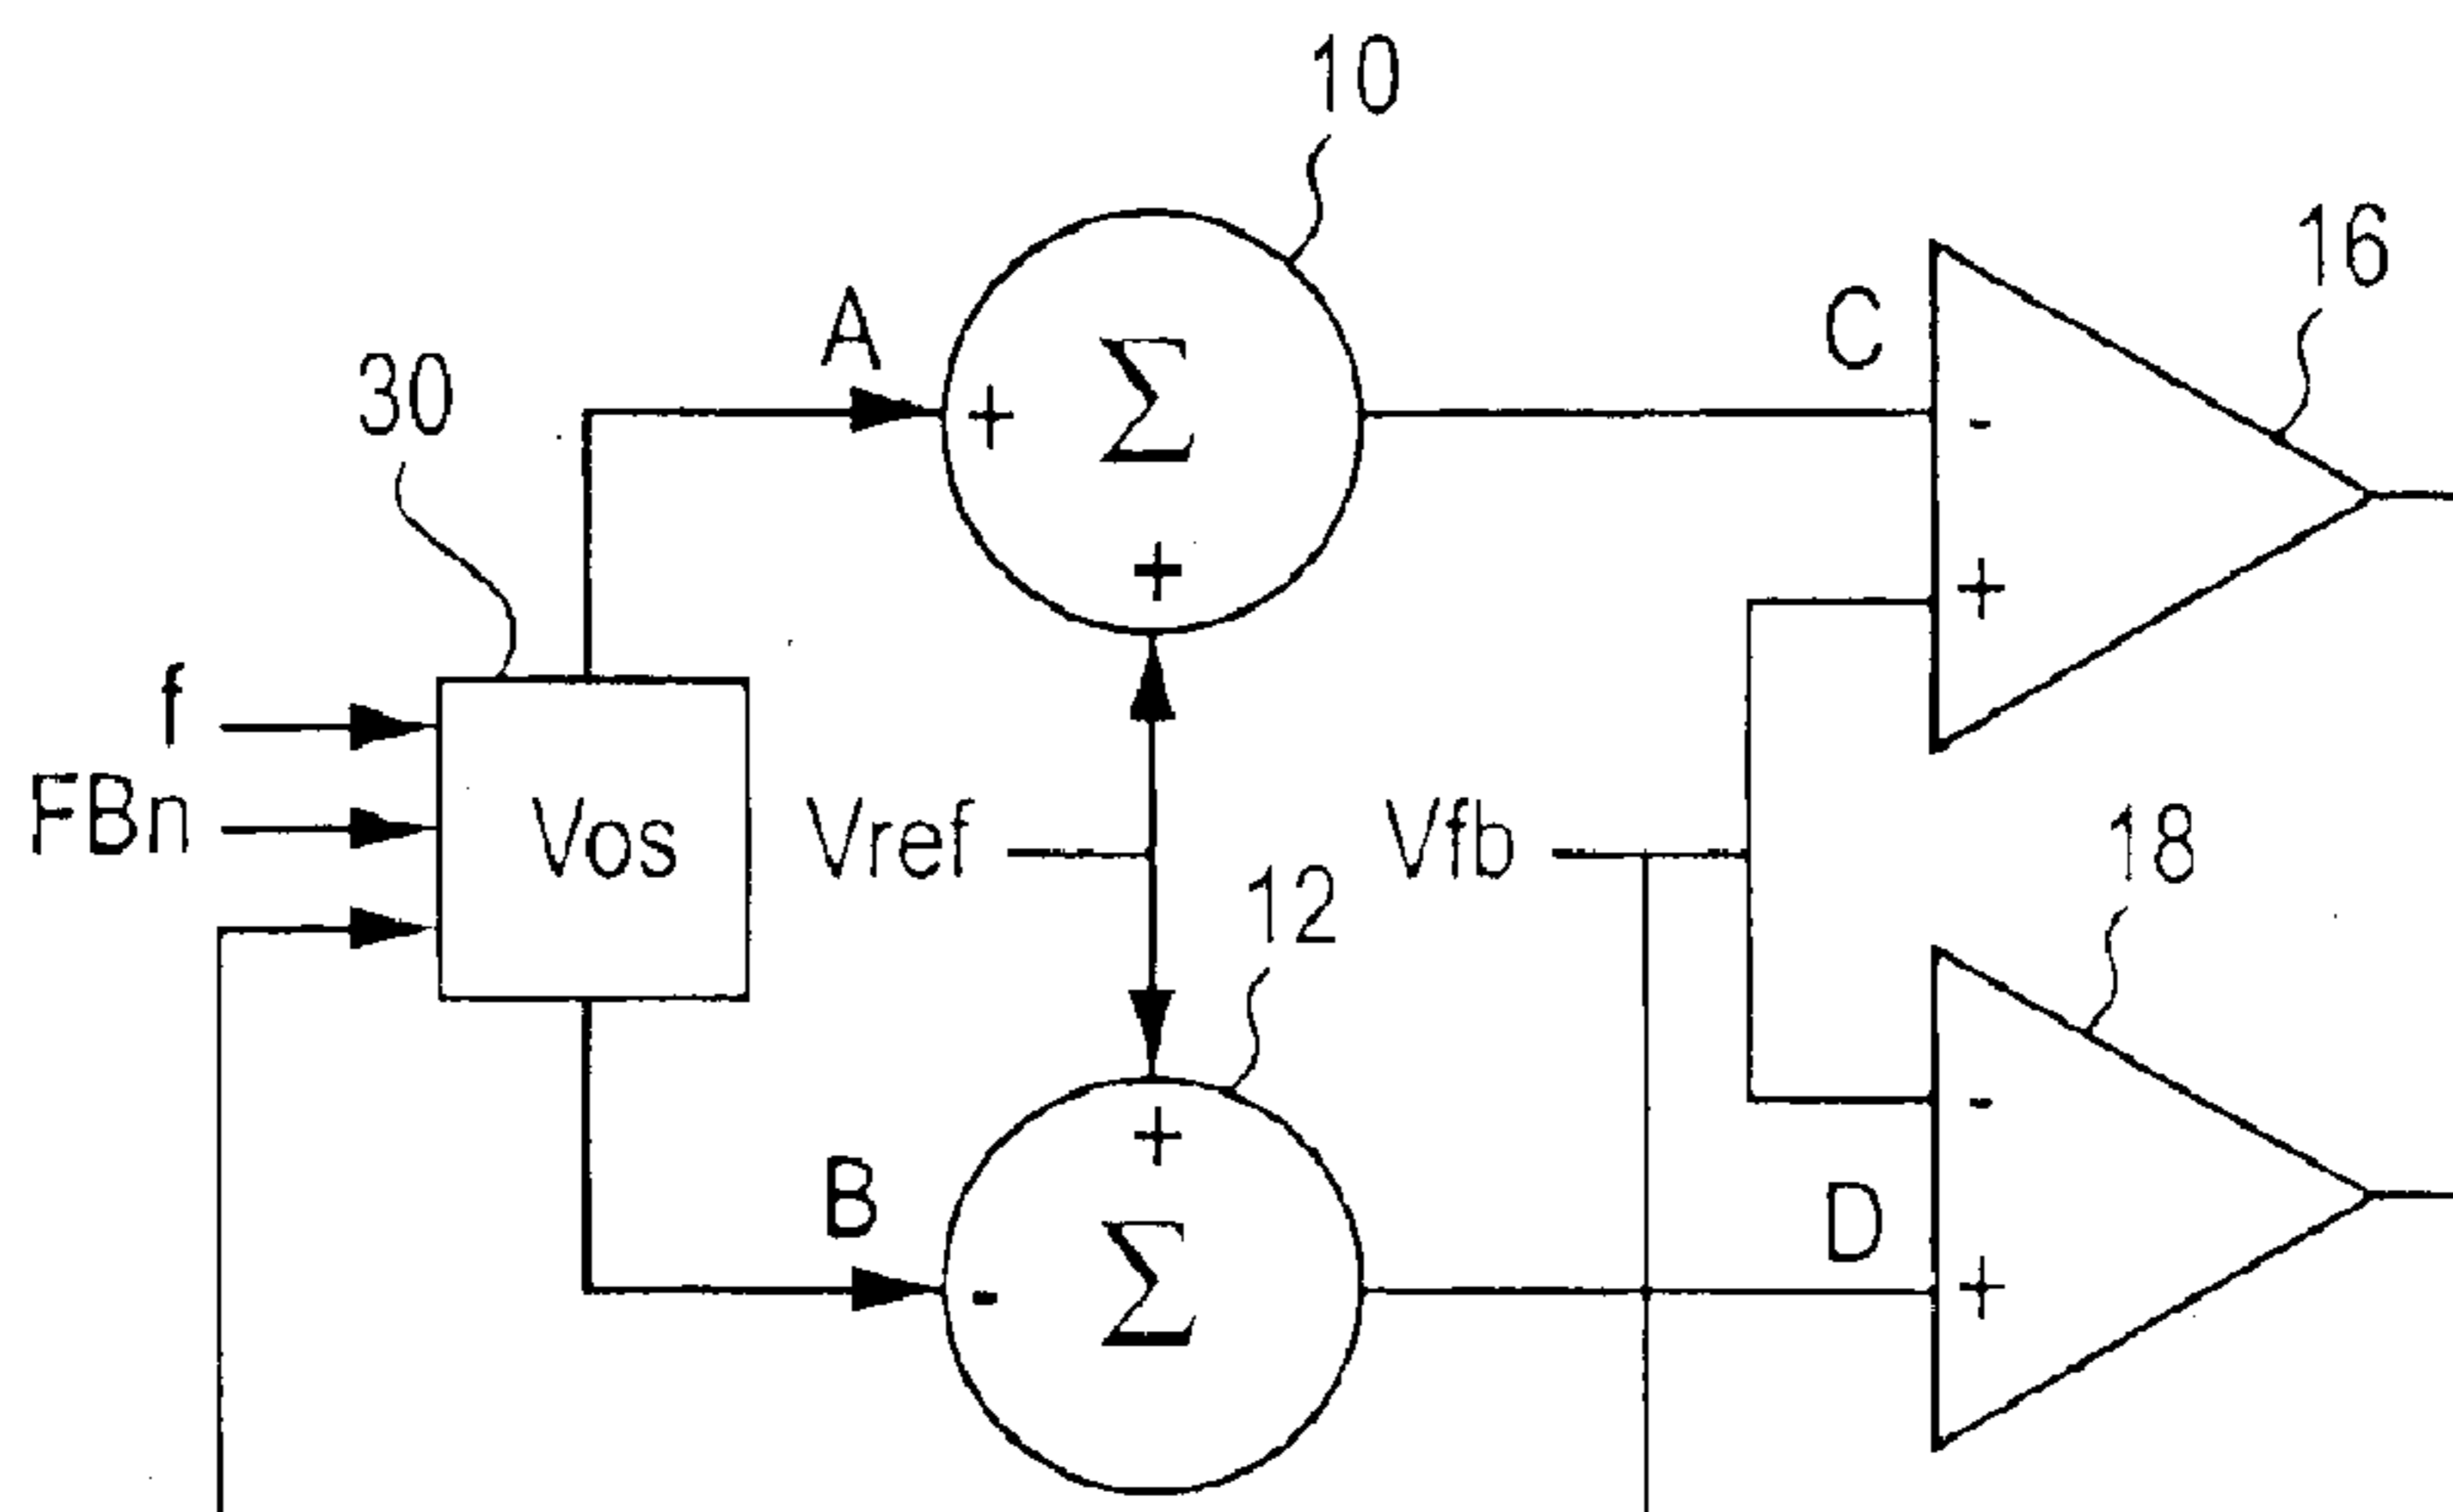 10
16
A
C
30
Σ
-
+
+
+
f
FBn
Vos
Vref
Vfb
18
12
-
+
B
D
Σ
-
+